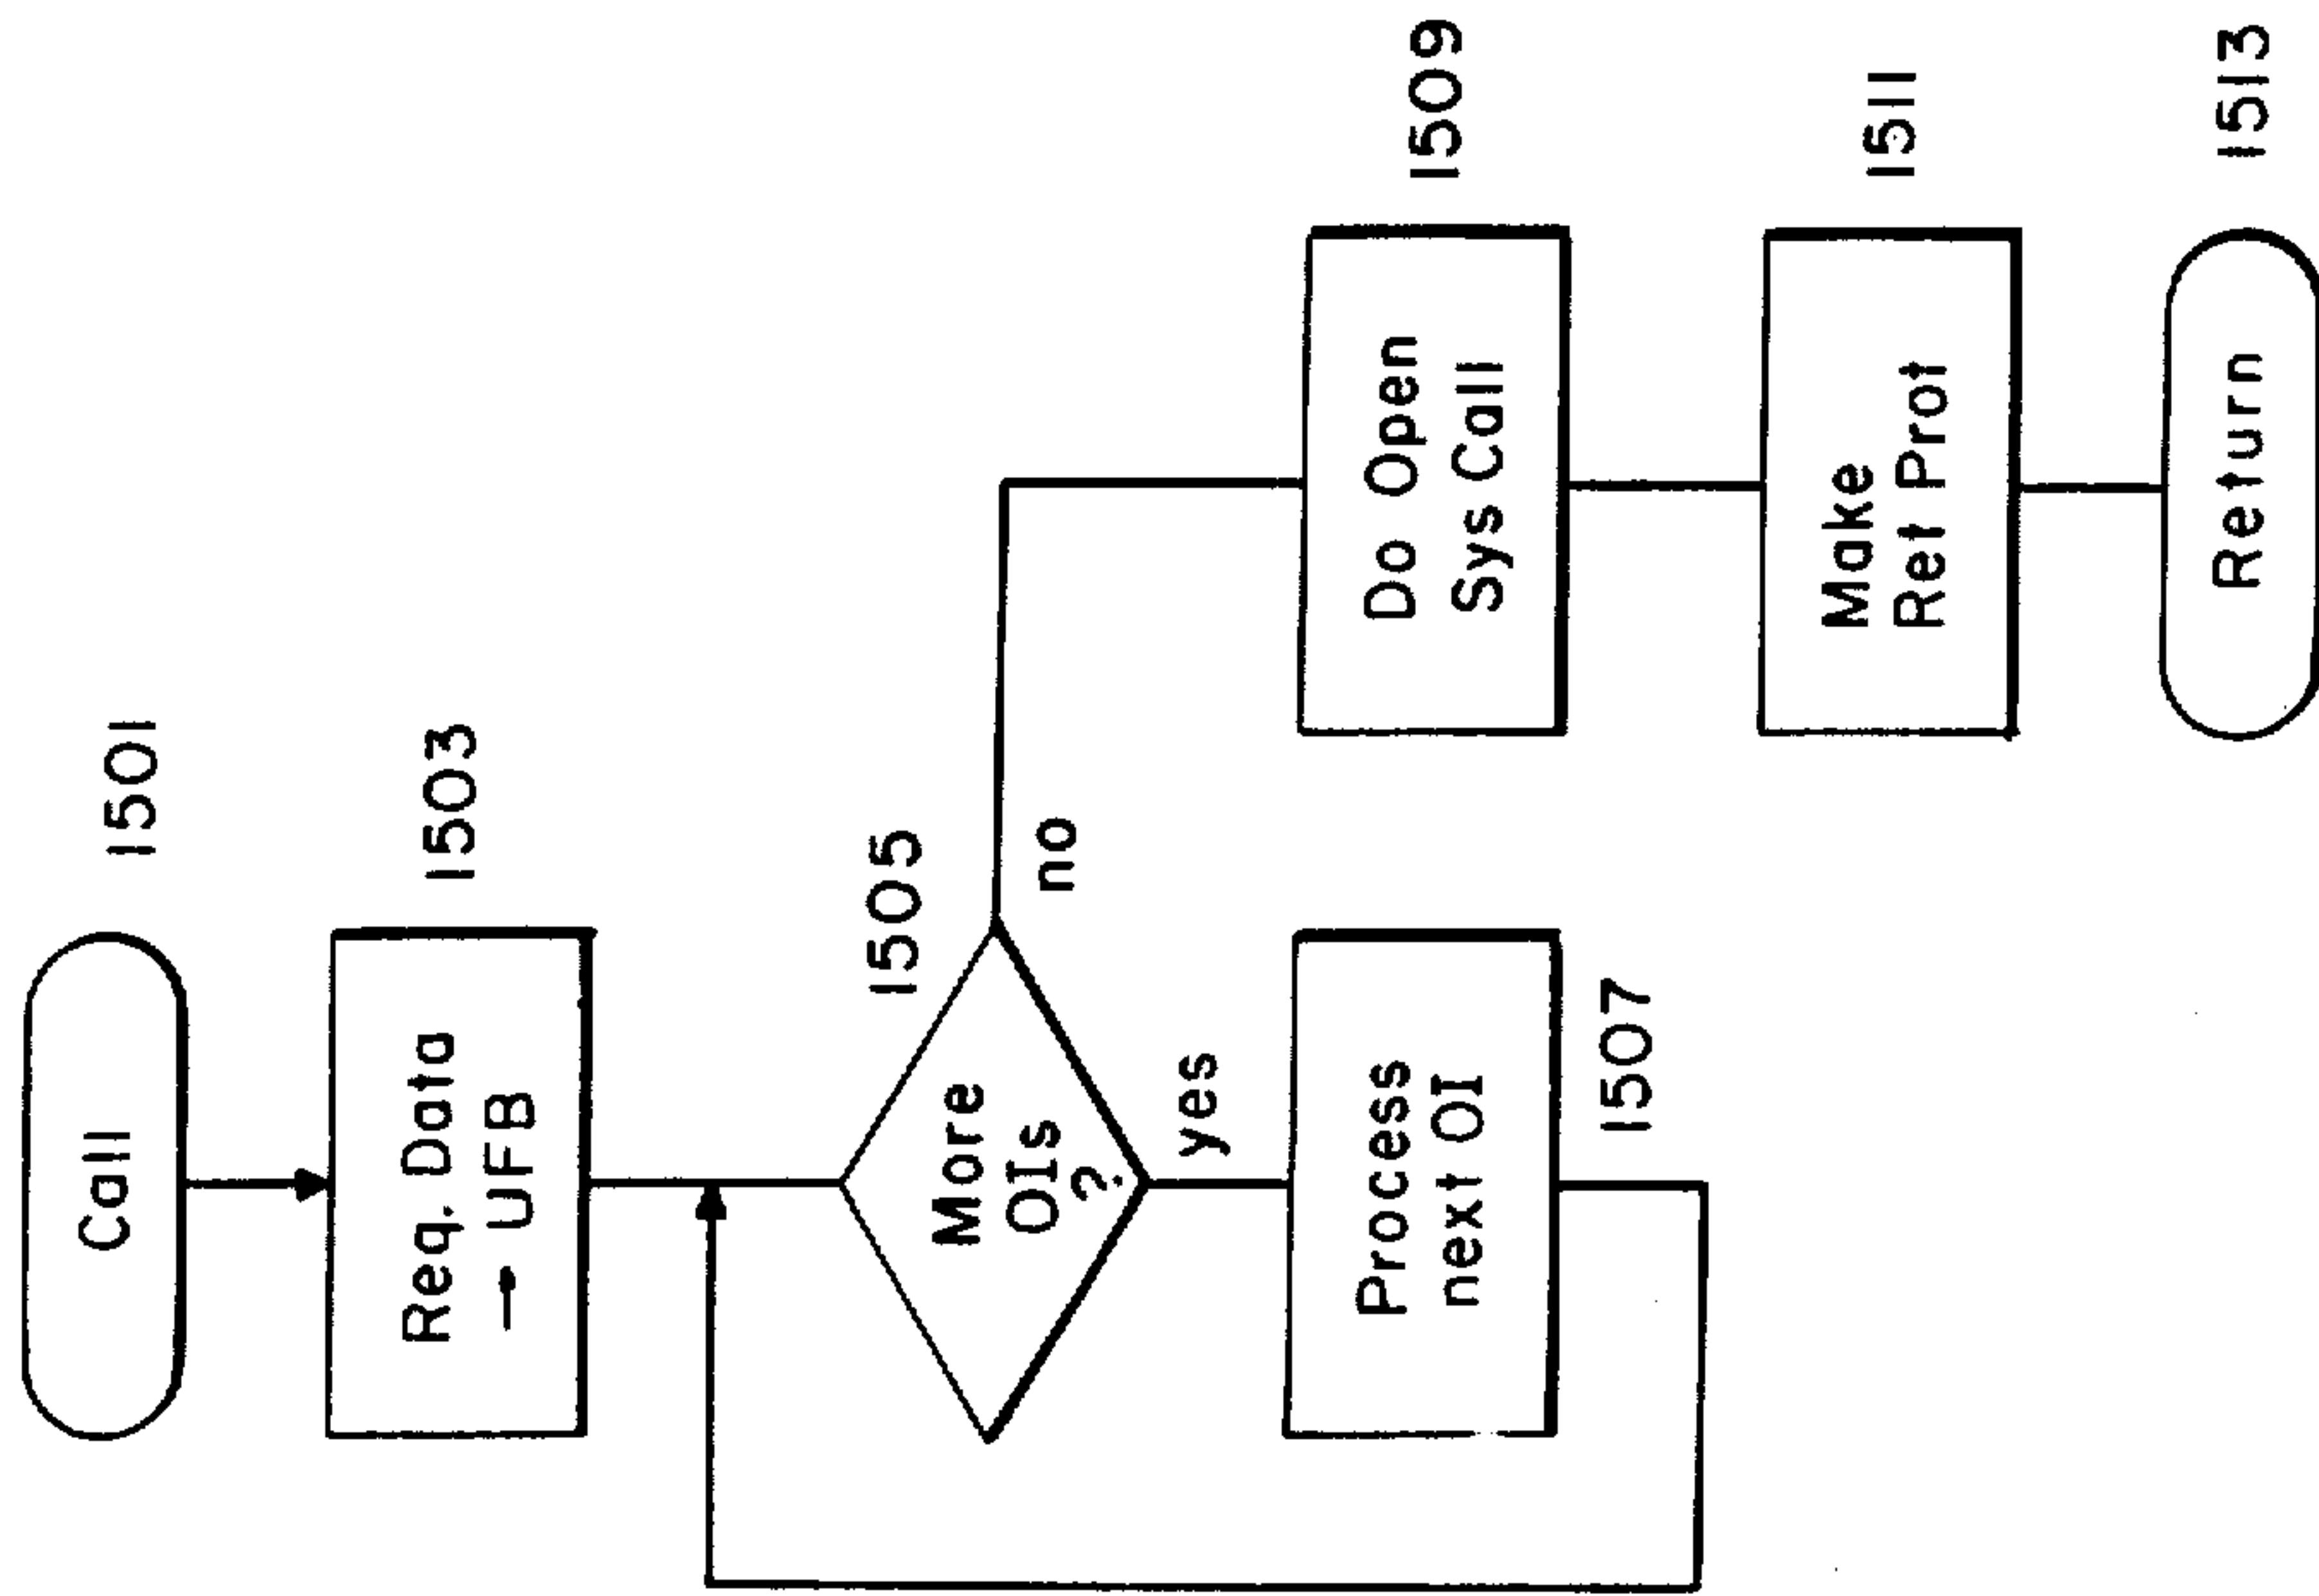 Call
1501
Req. Data
→ UFB
1503
More
OIs
?
1505
no
yes
Process
next OI
1507
Do Open
Sys Call
1509
Make
Ret Prot
1511
Return
1513